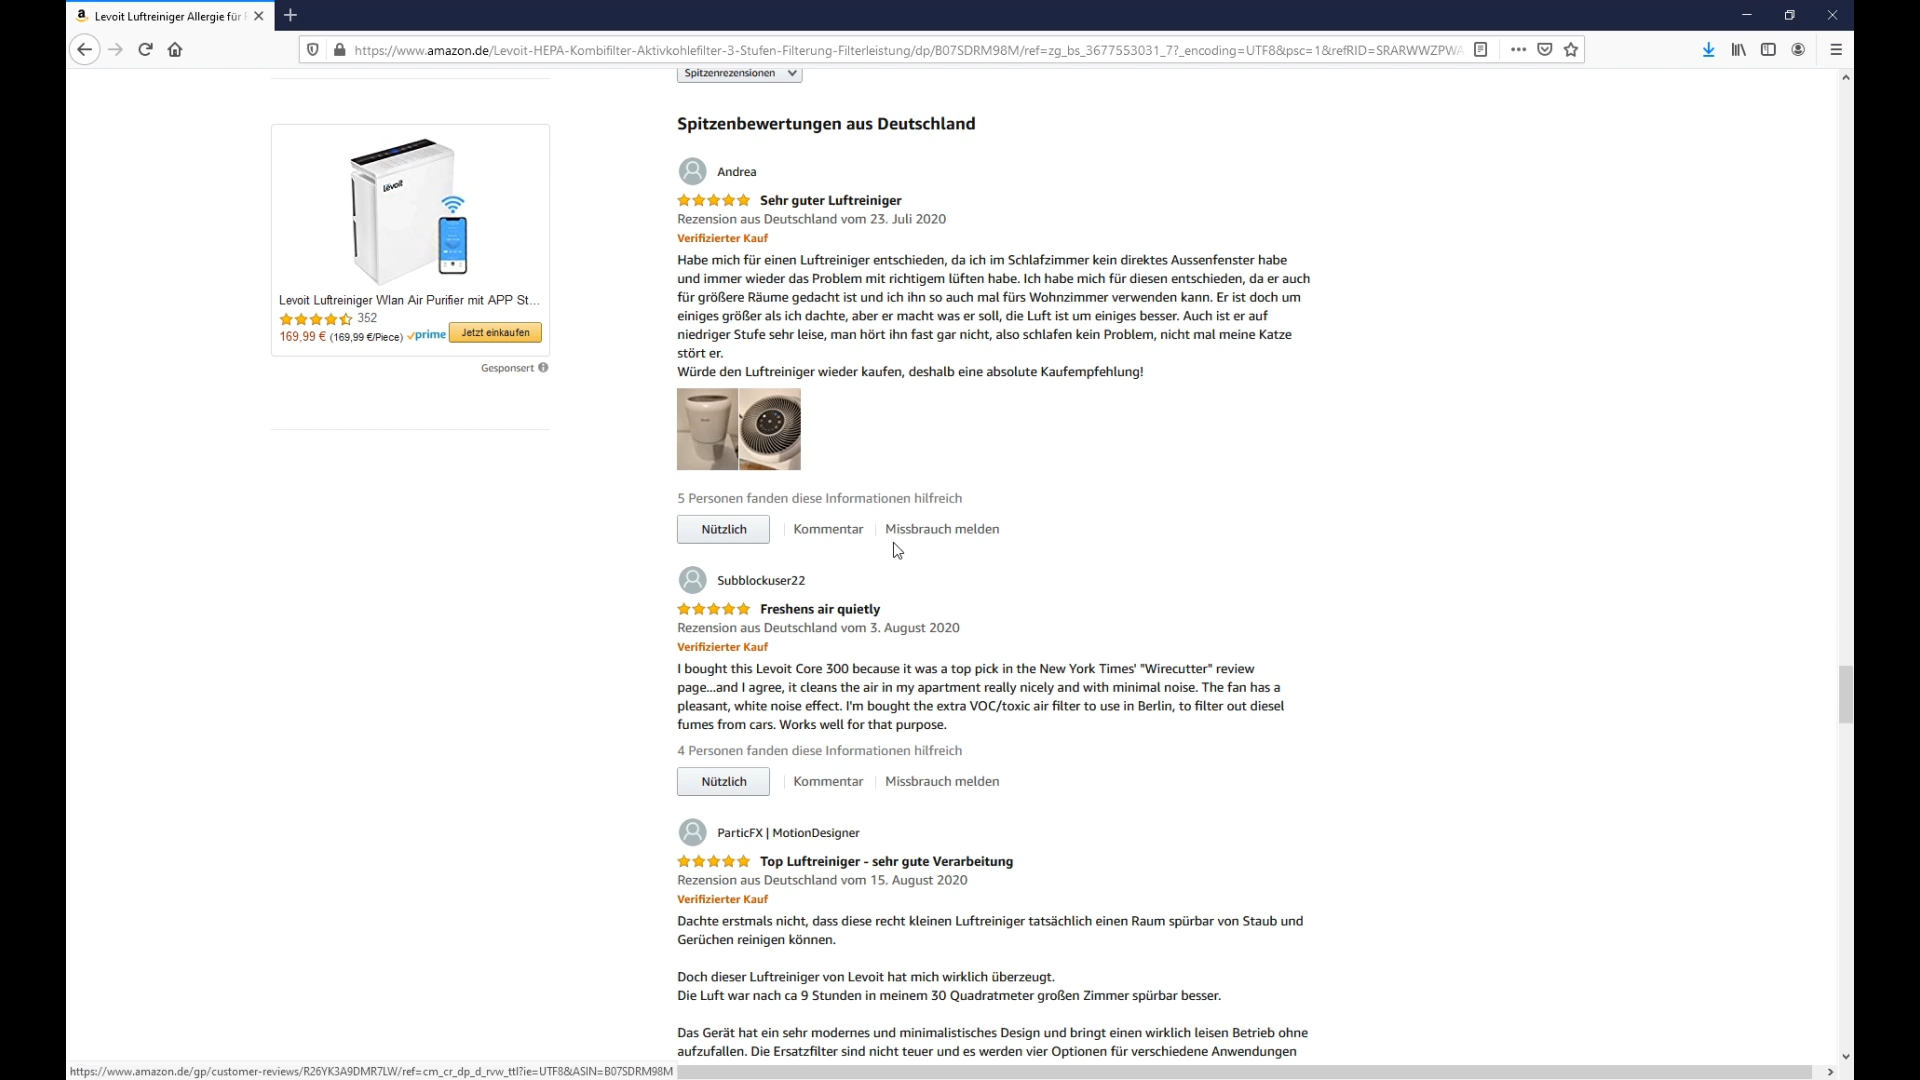 Levoit Luftreiniger Allergie für
https://www.amazon.de/Levoit-HEPA-Kombifilter-Aktivkohlefilter-3-Stufen-Filterung-Filterleistung/dp/B07SDRM98M/ref=zg_bs_3677553031_7?_encoding=UTF8&psc=1&refRID=SRARWWZPWA
Spitzenrezensionen
Spitzenbewertungen aus Deutschland
levoit
Levoit Luftreiniger Wlan Air Purifier mit APP St...
352
169,99 € (169,99 €/Piece) prime Jetzt einkaufen
Gesponsert
Andrea
Sehr guter Luftreiniger
Rezension aus Deutschland vom 23. Juli 2020
Verifizierter Kauf
Habe mich für einen Luftreiniger entschieden, da ich im Schlafzimmer kein direktes Aussenfenster habe
und immer wieder das Problem mit richtigem lüften habe. Ich habe mich für diesen entschieden, da er auch
für größere Räume gedacht ist und ich ihn so auch mal fürs Wohnzimmer verwenden kann. Er ist doch um
einiges größer als ich dachte, aber er macht was er soll, die Luft ist um einiges besser. Auch ist er auf
niedriger Stufe sehr leise, man hört ihn fast gar nicht, also schlafen kein Problem, nicht mal meine Katze
stört er.
Würde den Luftreiniger wieder kaufen, deshalb eine absolute Kaufempfehlung!
5 Personen fanden diese Informationen hilfreich
Nützlich Kommentar Missbrauch melden
Subblockuser22
Freshens air quietly
Rezension aus Deutschland vom 3. August 2020
Verifizierter Kauf
I bought this Levoit Core 300 because it was a top pick in the New York Times' "Wirecutter" review
page...and I agree, it cleans the air in my apartment really nicely and with minimal noise. The fan has a
pleasant, white noise effect. I'm bought the extra VOC/toxic air filter to use in Berlin, to filter out diesel
fumes from cars. Works well for that purpose.
4 Personen fanden diese Informationen hilfreich
Nützlich Kommentar Missbrauch melden
ParticFX | MotionDesigner
Top Luftreiniger - sehr gute Verarbeitung
Rezension aus Deutschland vom 15. August 2020
Verifizierter Kauf
Dachte erstmals nicht, dass diese recht kleinen Luftreiniger tatsächlich einen Raum spürbar von Staub und
Gerüchen reinigen können.
Doch dieser Luftreiniger von Levoit hat mich wirklich überzeugt.
Die Luft war nach ca 9 Stunden in meinem 30 Quadratmeter großen Zimmer spürbar besser.
Das Gerät hat ein sehr modernes und minimalistisches Design und bringt einen wirklich leisen Betrieb ohne
aufzufallen. Die Ersatzfilter sind nicht teuer und es werden vier Optionen für verschiedene Anwendungen
https://www.amazon.de/gp/customer-reviews/R26YK3A9DMR7LW/ref=cm_cr_dp_d_rvw_ttl?ie=UTF8&ASIN=B07SDRM98M